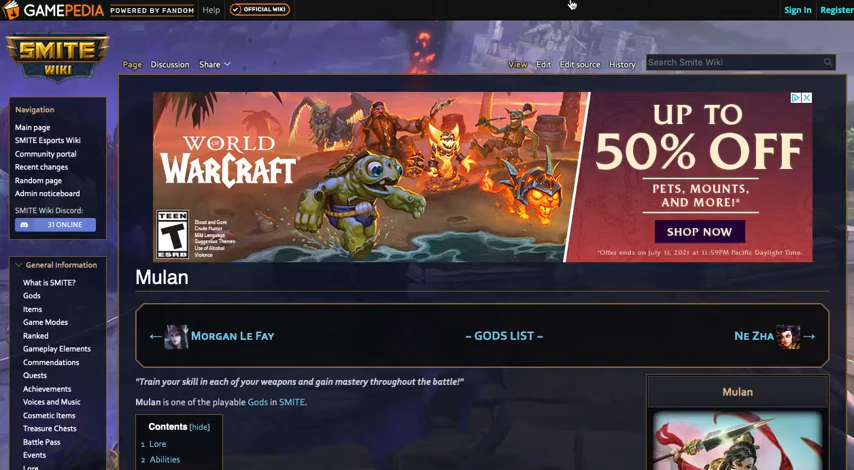 GAMEPEDIA POWERED BY FANDOM Help OFFICIAL WIKI Sign In Register
SMITE
WIKI
Page Discussion Share View Edit Edit source History Search Smite Wiki
Navigation
Main page
SMITE Esports Wiki
Community portal
Recent changes
Random page
Admin noticeboard
SMITE Wiki Discord:
31 ONLINE
General Information
What is SMITE?
Gods
Items
Game Modes
Ranked
Gameplay Elements
Commendations
Quests
Achievements
Voices and Music
Cosmetic Items
Treasure Chests
Battle Pass
Events
Lore
WORLD OF WARCRAFT
TEEN
T
ESRB
Blood and Gore
Crude Humor
Mild Language
Suggestive Themes
Use of Alcohol
Violence
UP TO
50% OFF
PETS, MOUNTS,
AND MORE!*
SHOP NOW
*Offer ends on July 11, 2021 at 11:59PM Pacific Daylight Time.
Mulan
← MORGAN LE FAY ~ GODS LIST ~ NE ZHA →
"Train your skill in each of your weapons and gain mastery throughout the battle!"
Mulan is one of the playable Gods in SMITE.
Contents [hide]
1 Lore
2 Abilities
Mulan